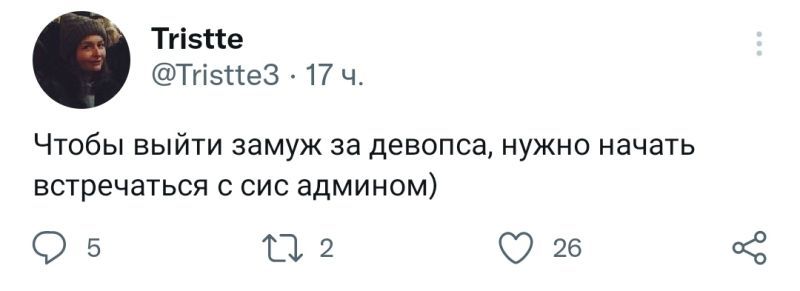 Tristte
@Tristte3 · 17 ч.
Чтобы выйти замуж за девопса, нужно начать
встречаться с сис админом)
5 2 26